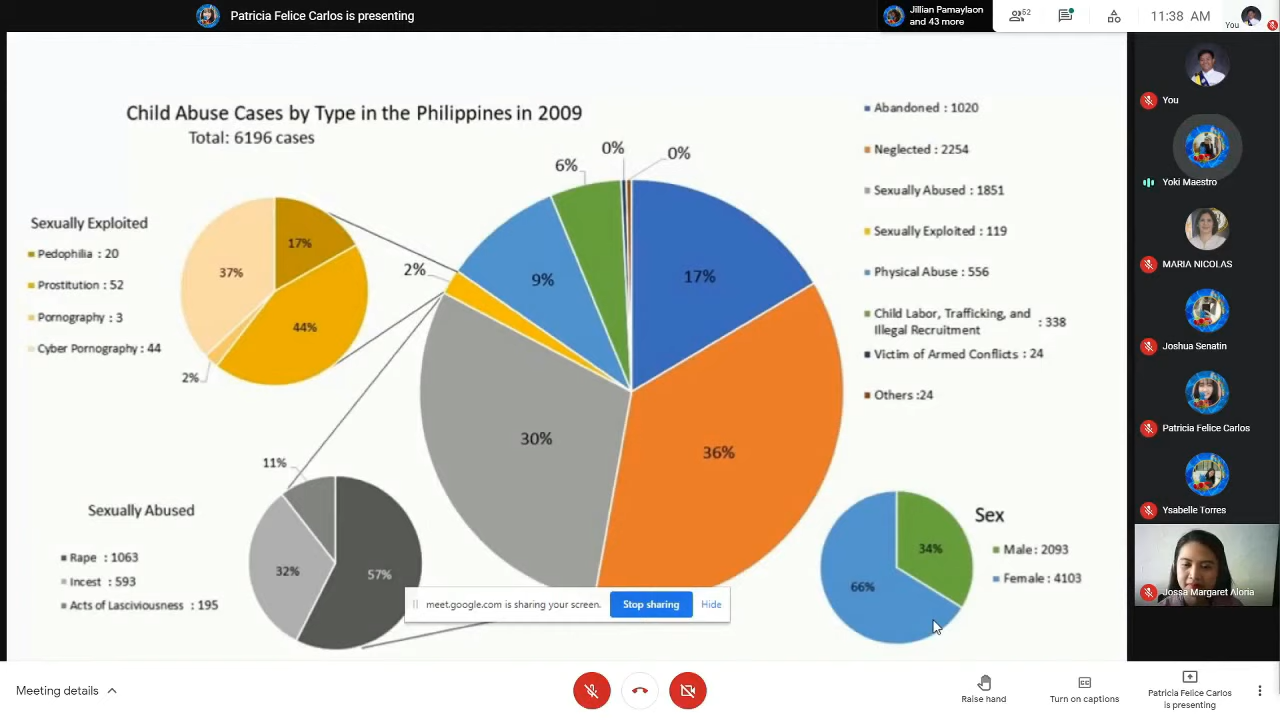 Patricia Felice Carlos is presenting
Jillian Pamaylaon
and 43 more
52
11:38 AM
You
Child Abuse Cases by Type in the Philippines in 2009
Total: 6196 cases
Abandoned : 1020
Neglected : 2254
Sexually Abused : 1851
Sexually Exploited : 119
Physical Abuse : 556
Child Labor, Trafficking, and
Illegal Recruitment : 338
Victim of Armed Conflicts : 24
Others :24
0%
0%
6%
2%
9%
17%
30%
36%
Sexually Exploited
Pedophilia : 20
Prostitution : 52
Pornography : 3
Cyber Pornography : 44
17%
37%
44%
2%
Sexually Abused
Rape : 1063
Incest : 593
Acts of Lasciviousness : 195
11%
32%
57%
Sex
Male : 2093
Female : 4103
34%
66%
meet.google.com is sharing your screen.
Stop sharing
Hide
You
Yoki Maestro
MARIA NICOLAS
Joshua Senatin
Patricia Felice Carlos
Ysabelle Torres
Jossa Margaret Aloria
Meeting details
Raise hand
Turn on captions
Patricia Felice Carlos
is presenting